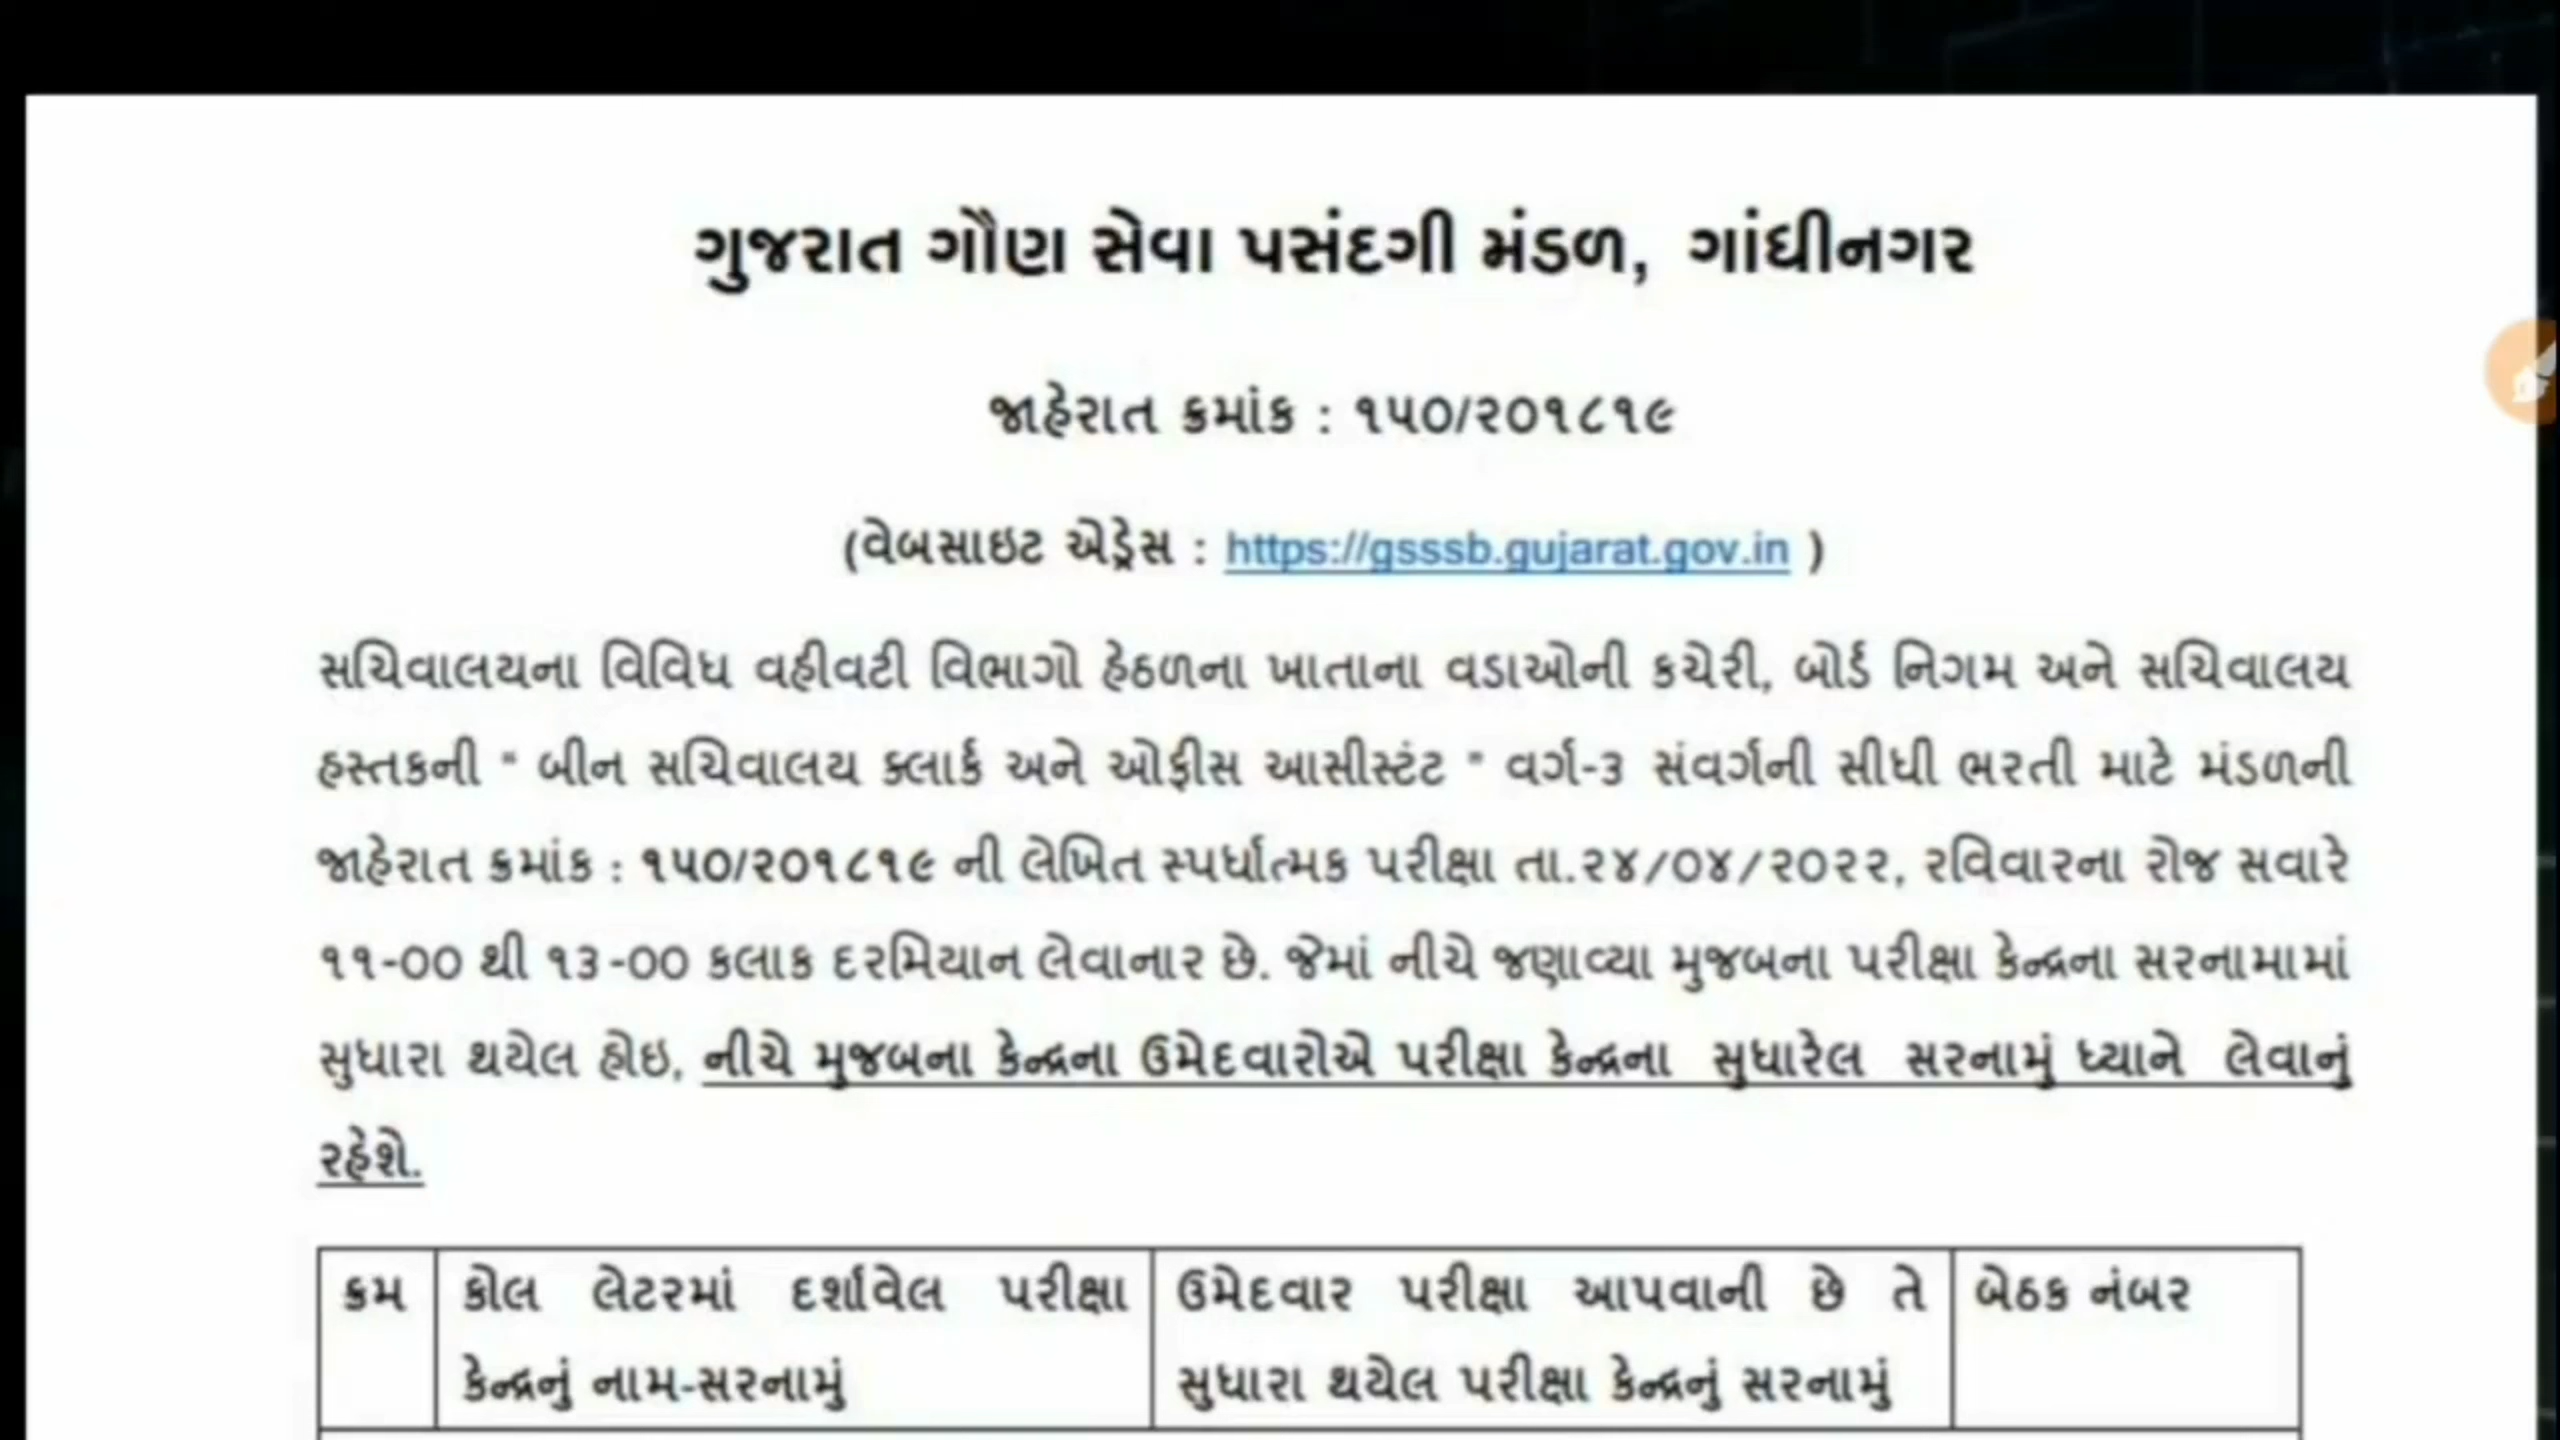 ગુજરાત ગૌણ સેવા પસંદગી મંડળ, ગાંધીનગર
જાહેરાત ક્રમાંક : ૧૫૦/૨૦૧૮૧૯
(વેબસાઇટ એડ્રેસ : https://gsssb.gujarat.gov.in )
સચિવાલયના વિવિધ વહીવટી વિભાગો હેઠળના ખાતાના વડાઓની કચેરી, બોર્ડ નિગમ અને સચિવાલય
હસ્તકની " બીન સચિવાલય ક્લાર્ક અને ઓફીસ આસીસ્ટંટ " વર્ગ-૩ સંવર્ગની સીધી ભરતી માટે મંડળની
જાહેરાત ક્રમાંક : ૧૫૦/૨૦૧૮૧૯ ની લેખિત સ્પર્ધાત્મક પરીક્ષા તા.૨૪/૦૪/૨૦૨૨, રવિવારના રોજ સવારે
૧૧-૦૦ થી ૧૩-૦૦ કલાક દરમિયાન લેવાનાર છે. જેમાં નીચે જણાવ્યા મુજબના પરીક્ષા કેન્દ્રના સરનામામાં
સુધારા થયેલ હોઇ, નીચે મુજબના કેન્દ્રના ઉમેદવારોએ પરીક્ષા કેન્દ્રના સુધારેલ સરનામું ધ્યાને લેવાનું
રહેશે.
ક્રમ કોલ લેટરમાં દર્શાવેલ પરીક્ષા ઉમેદવાર પરીક્ષા આપવાની છે તે બેઠક નંબર
કેન્દ્રનું નામ-સરનામું સુધારા થયેલ પરીક્ષા કેન્દ્રનું સરનામું